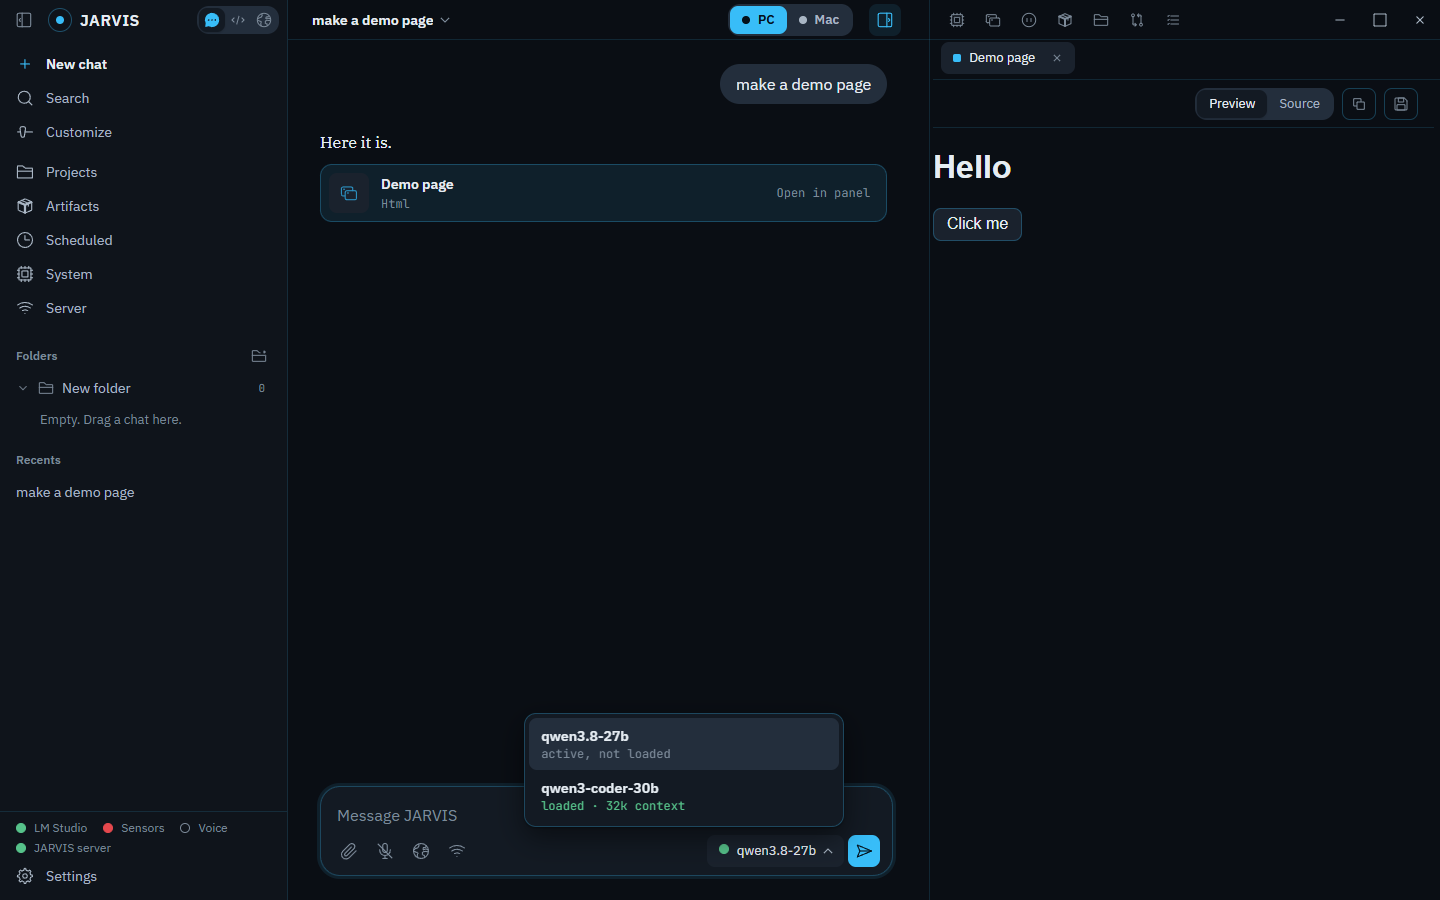 JARVIS
New chat
Search
Customize
Projects
Artifacts
Scheduled
System
Server
Folders
New folder 0
Empty. Drag a chat here.
Recents
make a demo page
LM Studio Sensors Voice
JARVIS server
Settings
make a demo page PC Mac
make a demo page
Here it is.
Demo page
Html
Open in panel
qwen3.8-27b
active, not loaded
qwen3-coder-30b
loaded · 32k context
Message JARVIS
qwen3.8-27b
Demo page
Preview Source
Hello
Click me